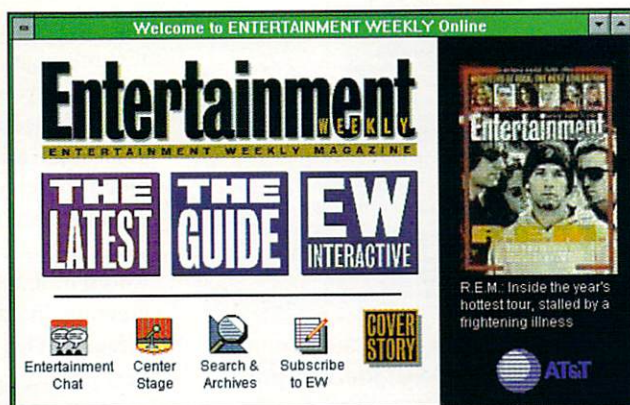 Welcome to ENTERTAINMENT WEEKLY Online
Entertainment
WEEKLY
ENTERTAINMENT WEEKLY MAGAZINE
THE
LATEST
THE
GUIDE
EW
INTERACTIVE
Entertainment
Chat
Center
Stage
Search &
Archives
Subscribe
to EW
COVER
STORY
Entertainment
R.E.M.: Inside the year's
hottest tour, stalled by a
frightening illness
AT&T